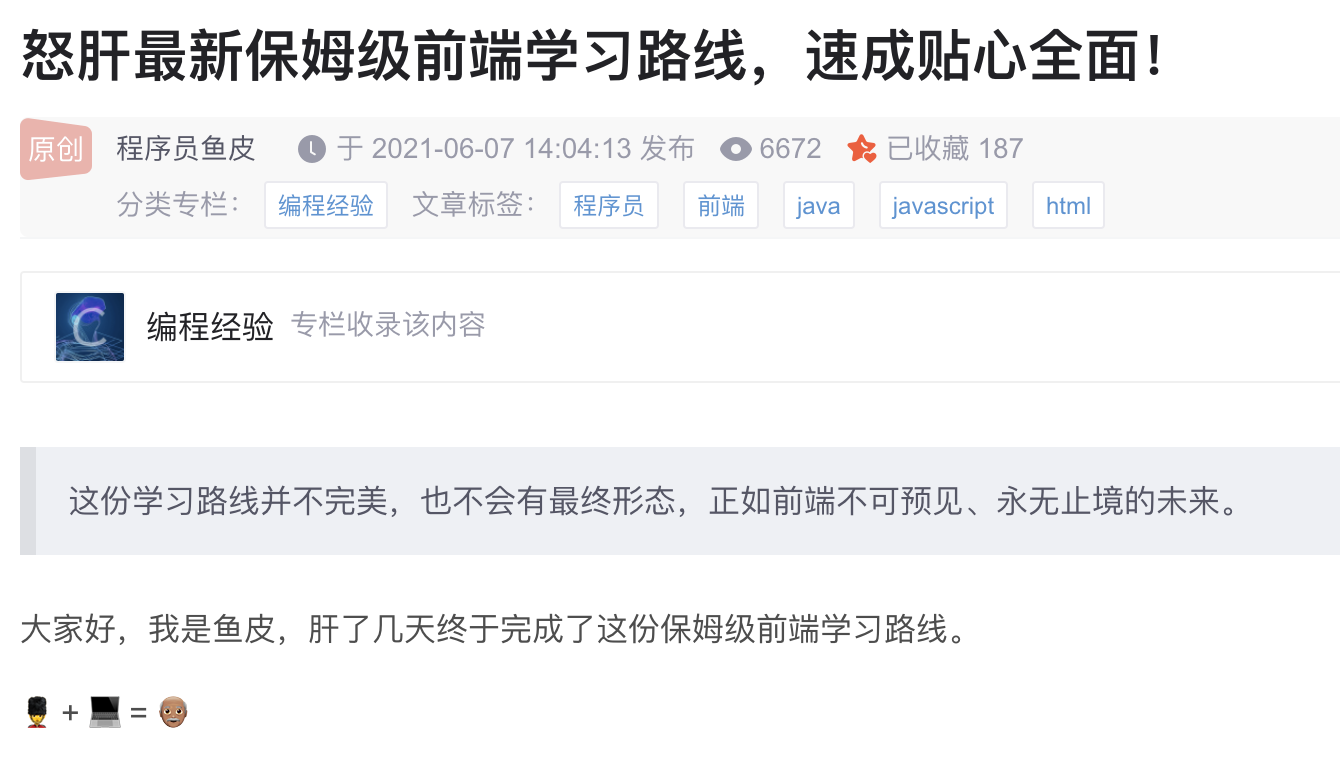 怒肝最新保姆级前端学习路线，速成贴心全面！
原创 程序员鱼皮 于 2021-06-07 14:04:13 发布 6672 已收藏 187
分类专栏： 编程经验 文章标签： 程序员 前端 java javascript html
C 编程经验 专栏收录该内容
这份学习路线并不完美，也不会有最终形态，正如前端不可预见、永无止境的未来。
大家好，我是鱼皮，肝了几天终于完成了这份保姆级前端学习路线。
💂 + 💻 = 👴🏽